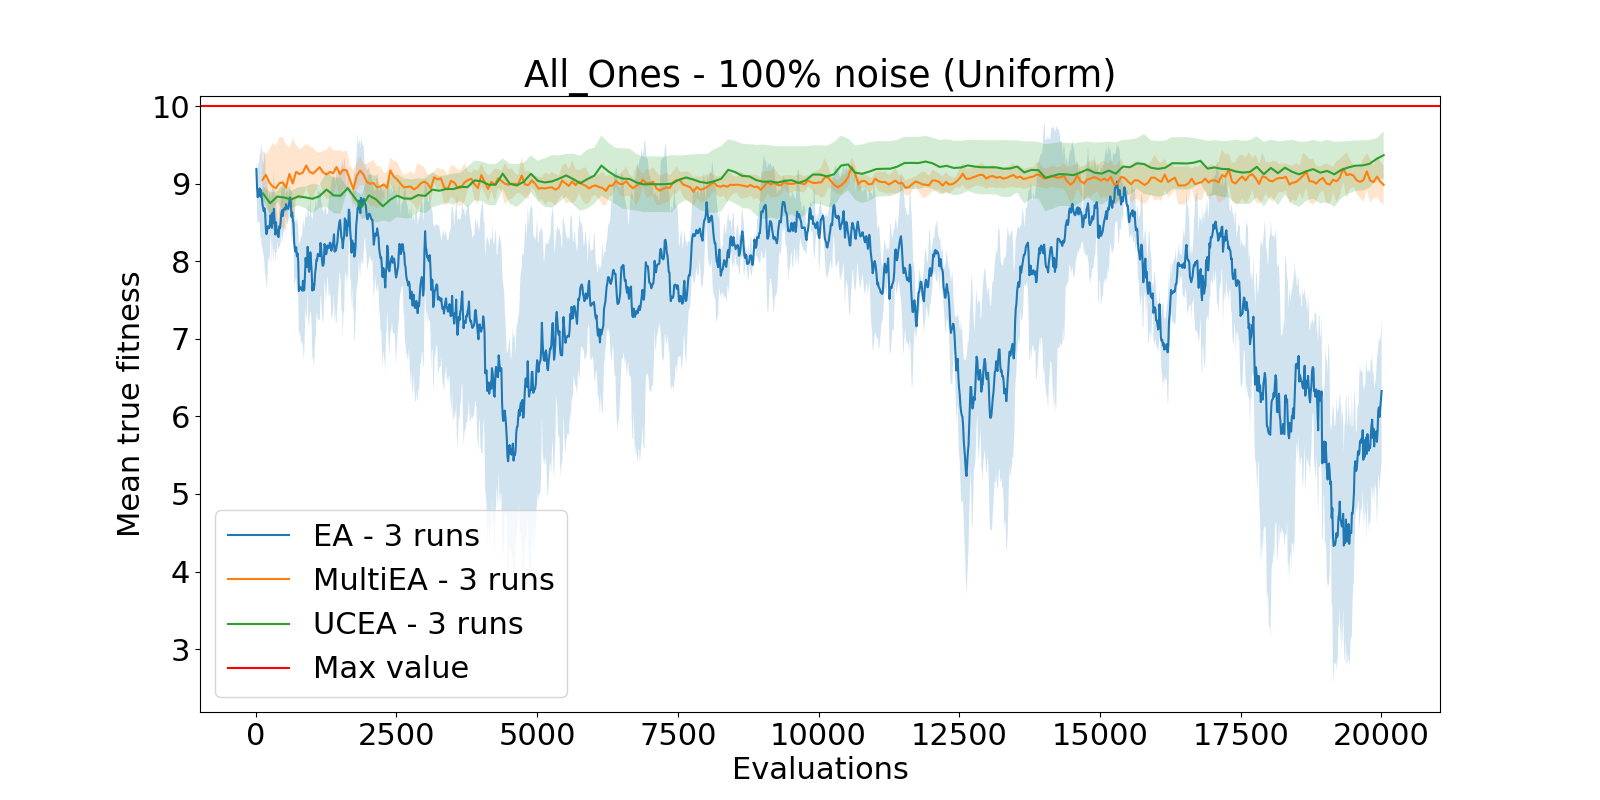 All_Ones - 100% noise (Uniform)
Mean true fitness
10
9
8
7
6
5
4
3
EA - 3 runs
MultiEA - 3 runs
UCEA - 3 runs
Max value
0 2500 5000 7500 10000 12500 15000 17500 20000
Evaluations